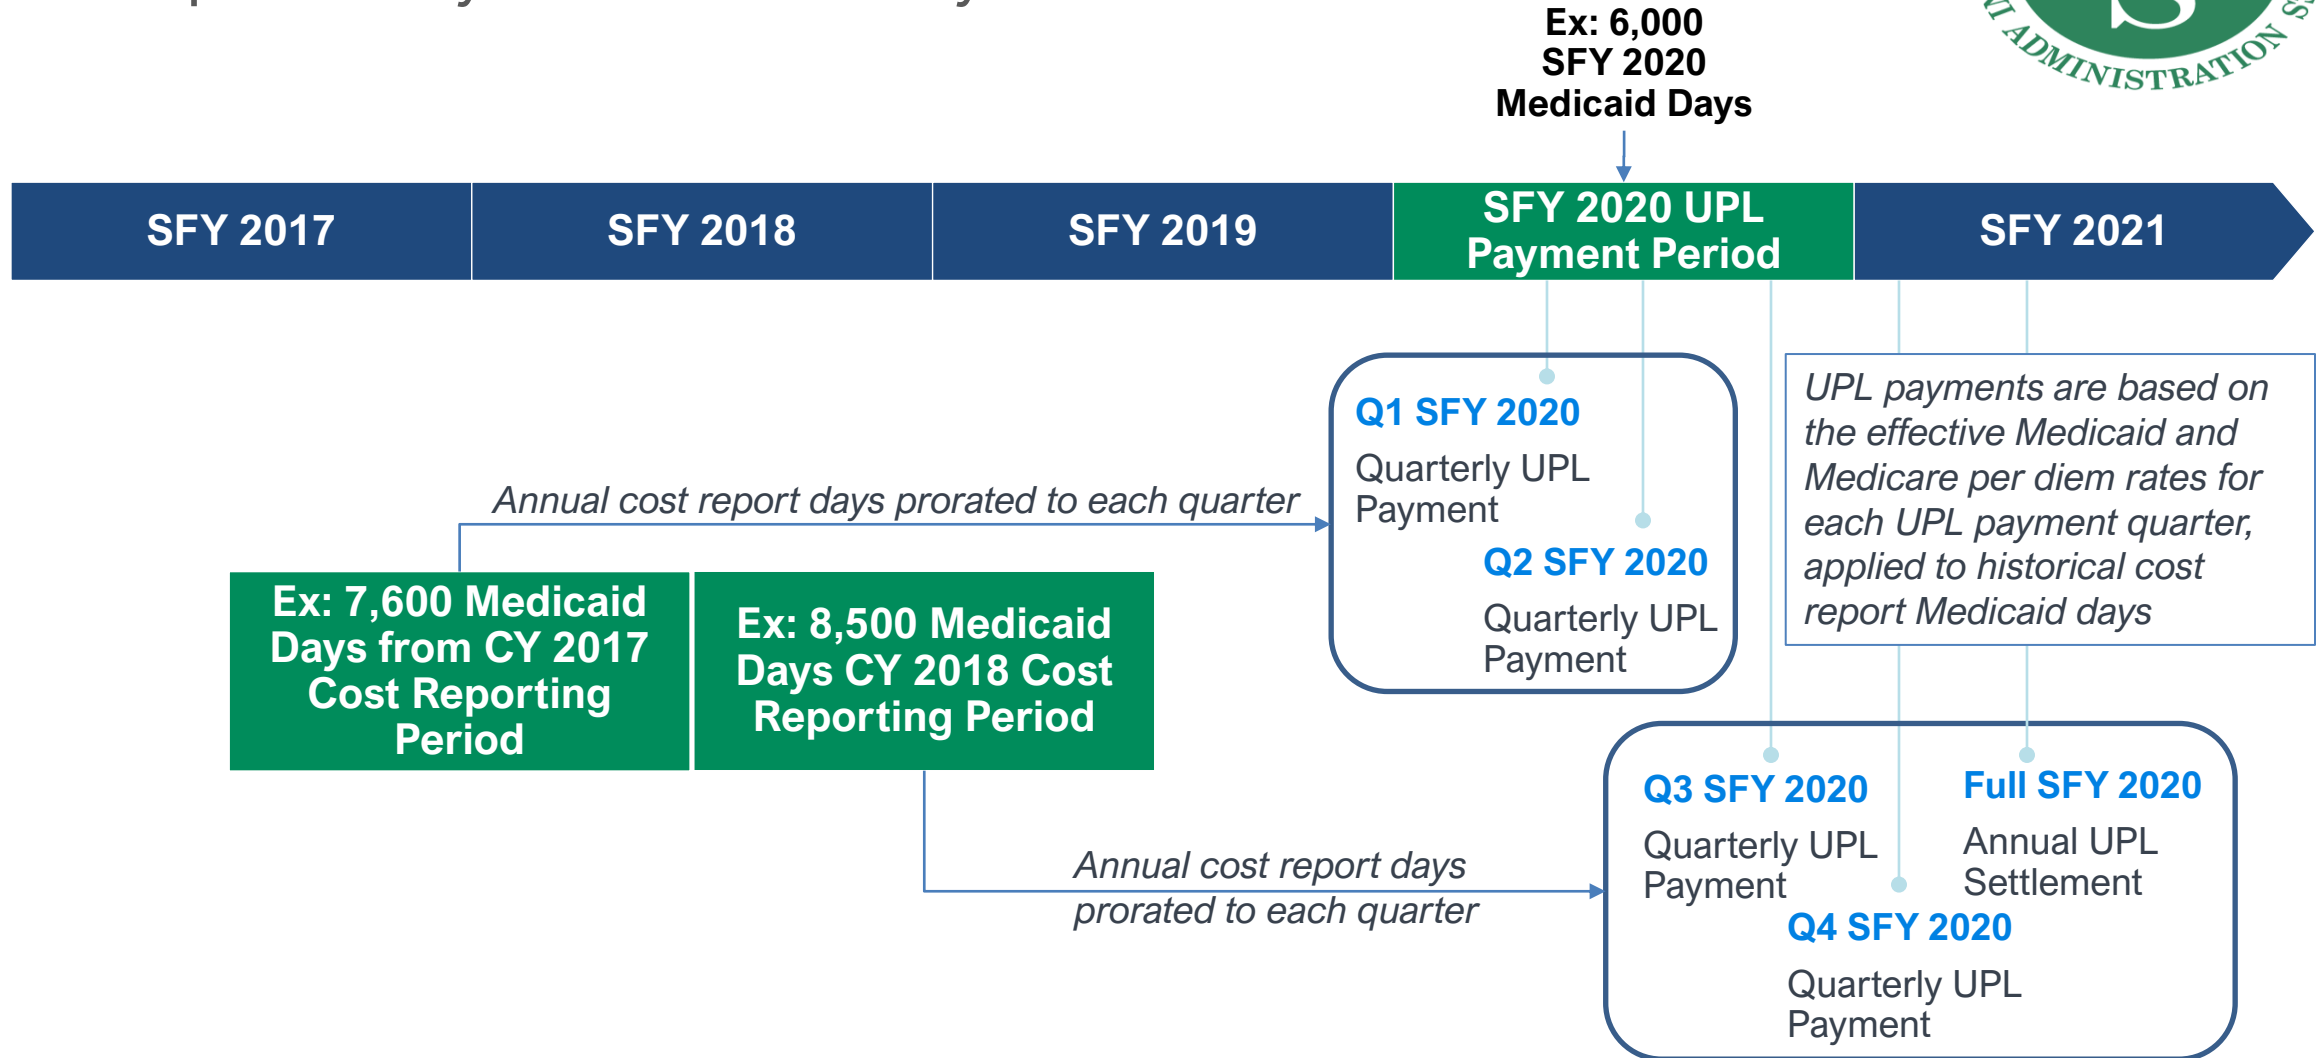 Ex: 6,000
SFY 2020
Medicaid Days
ADMINISTRATION
S
SFY 2017
SFY 2018
SFY 2019
SFY 2020 UPL
Payment Period
SFY 2021
Q1 SFY 2020
Quarterly UPL
Payment
Q2 SFY 2020
Quarterly UPL
Payment
UPL payments are based on
the effective Medicaid and
Medicare per diem rates for
each UPL payment quarter,
applied to historical cost
report Medicaid days
Annual cost report days prorated to each quarter
Ex: 7,600 Medicaid
Days from CY 2017
Cost Reporting
Period
Ex: 8,500 Medicaid
Days CY 2018 Cost
Reporting Period
Annual cost report days
prorated to each quarter
Q3 SFY 2020
Quarterly UPL
Payment
Full SFY 2020
Annual UPL
Settlement
Q4 SFY 2020
Quarterly UPL
Payment